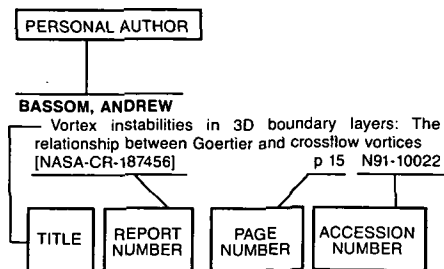 PERSONAL AUTHOR
BASSOM, ANDREW
Vortex instabilities in 3D boundary layers: The
relationship between Goertier and crossflow vortices
[NASA-CR-187456] p 15 N91-10022
TITLE REPORT NUMBER PAGE NUMBER ACCESSION NUMBER